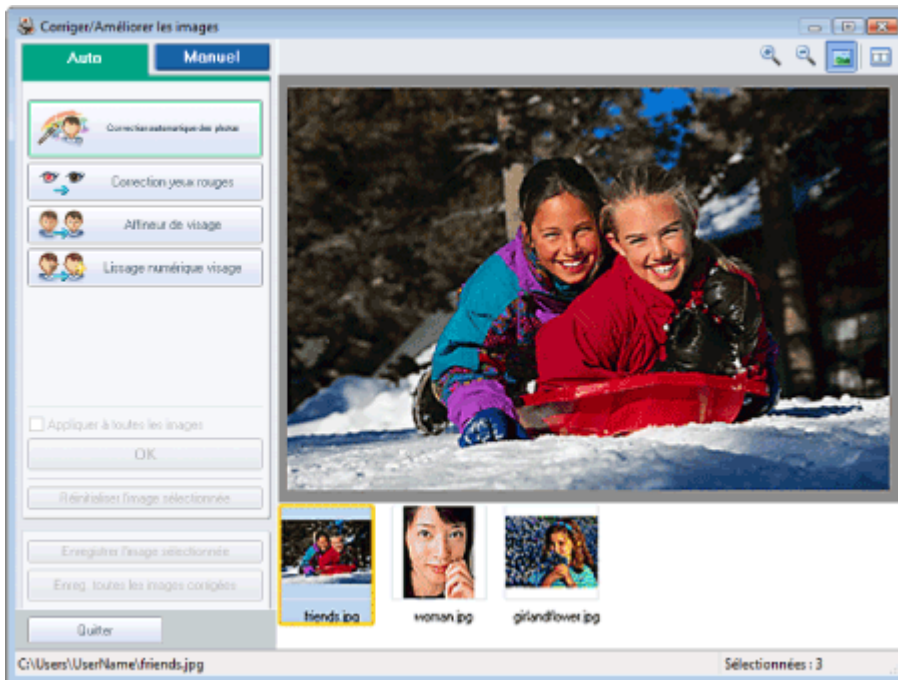 Corriger/Améliorer les images
Auto
Manuel
Correction automatique des photos
Correction yeux rouges
Affineur de visage
Lissage numérique visage
Appliquer à toutes les images
OK
Réinitialiser l'image sélectionnée
Enregistrer l'image sélectionnée
Enreg. toutes les images corrigées
Quitter
friends.jpg
woman.jpg
girlandflower.jpg
C:\Users\UserName\friends.jpg
Sélectionnées : 3